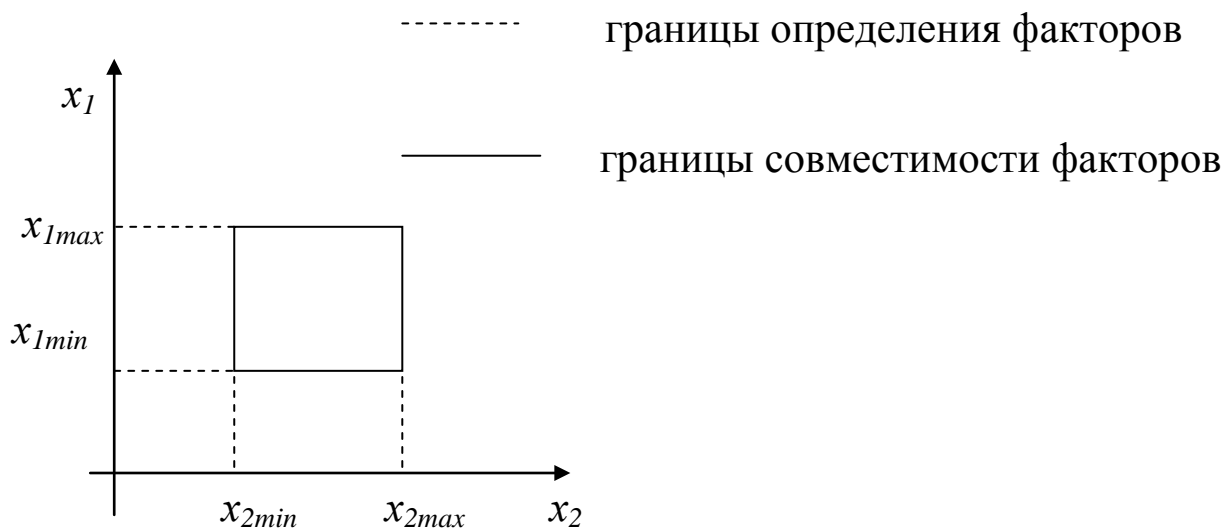 границы определения факторов
x1
границы совместимости факторов
x1max
x1min
x2min x2max x2